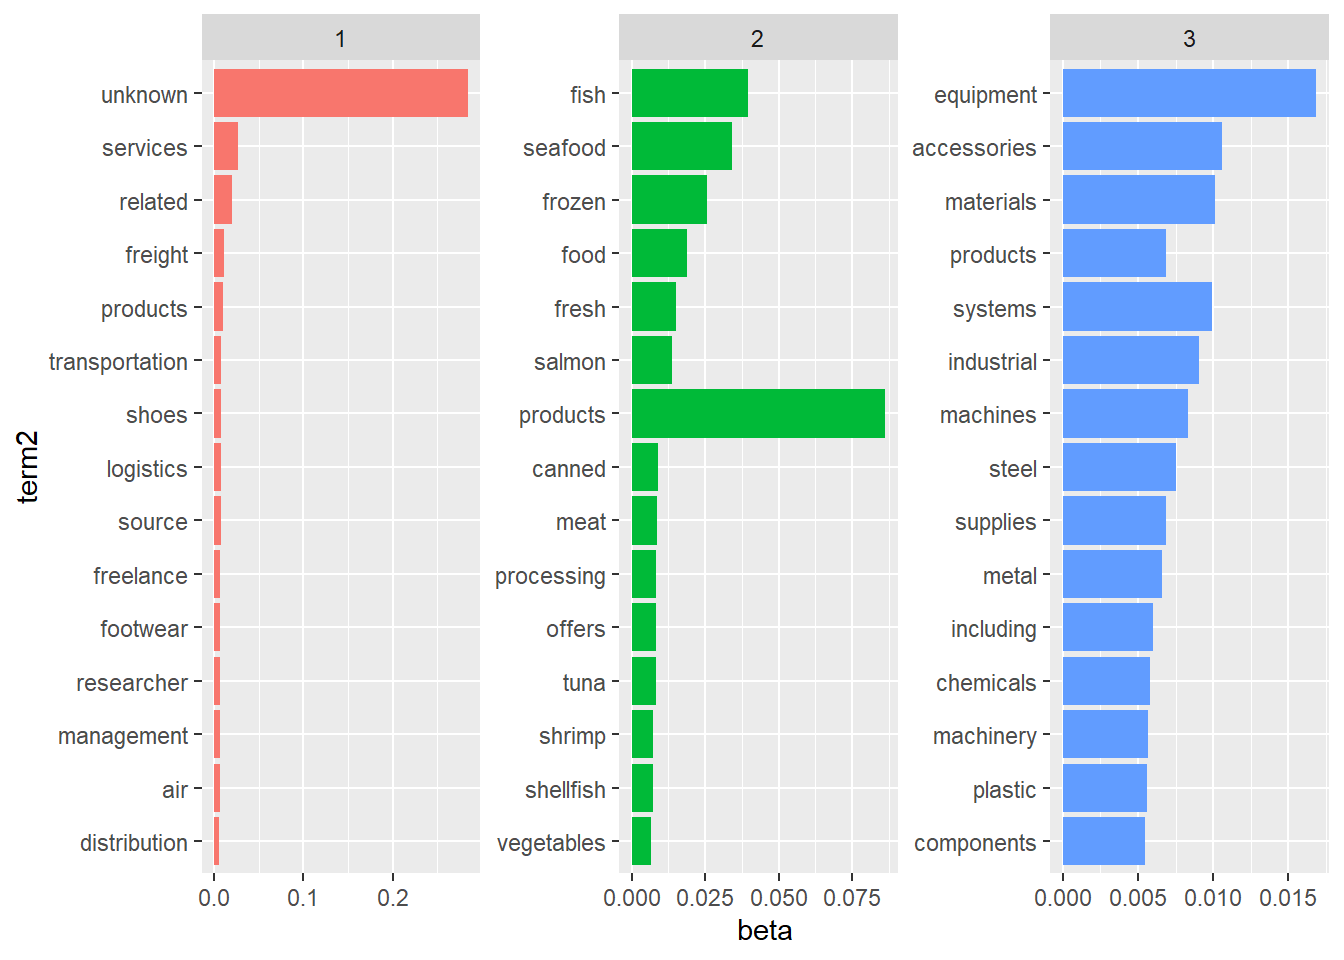 1
2
3
term2
unknown
services
related
freight
products
transportation
shoes
logistics
source
freelance
footwear
researcher
management
air
distribution
0.0 0.1 0.2
fish
seafood
frozen
food
fresh
salmon
products
canned
meat
processing
offers
tuna
shrimp
shellfish
vegetables
0.000 0.025 0.050 0.075
equipment
accessories
materials
products
systems
industrial
machines
steel
supplies
metal
including
chemicals
machinery
plastic
components
0.000 0.005 0.010 0.015
beta